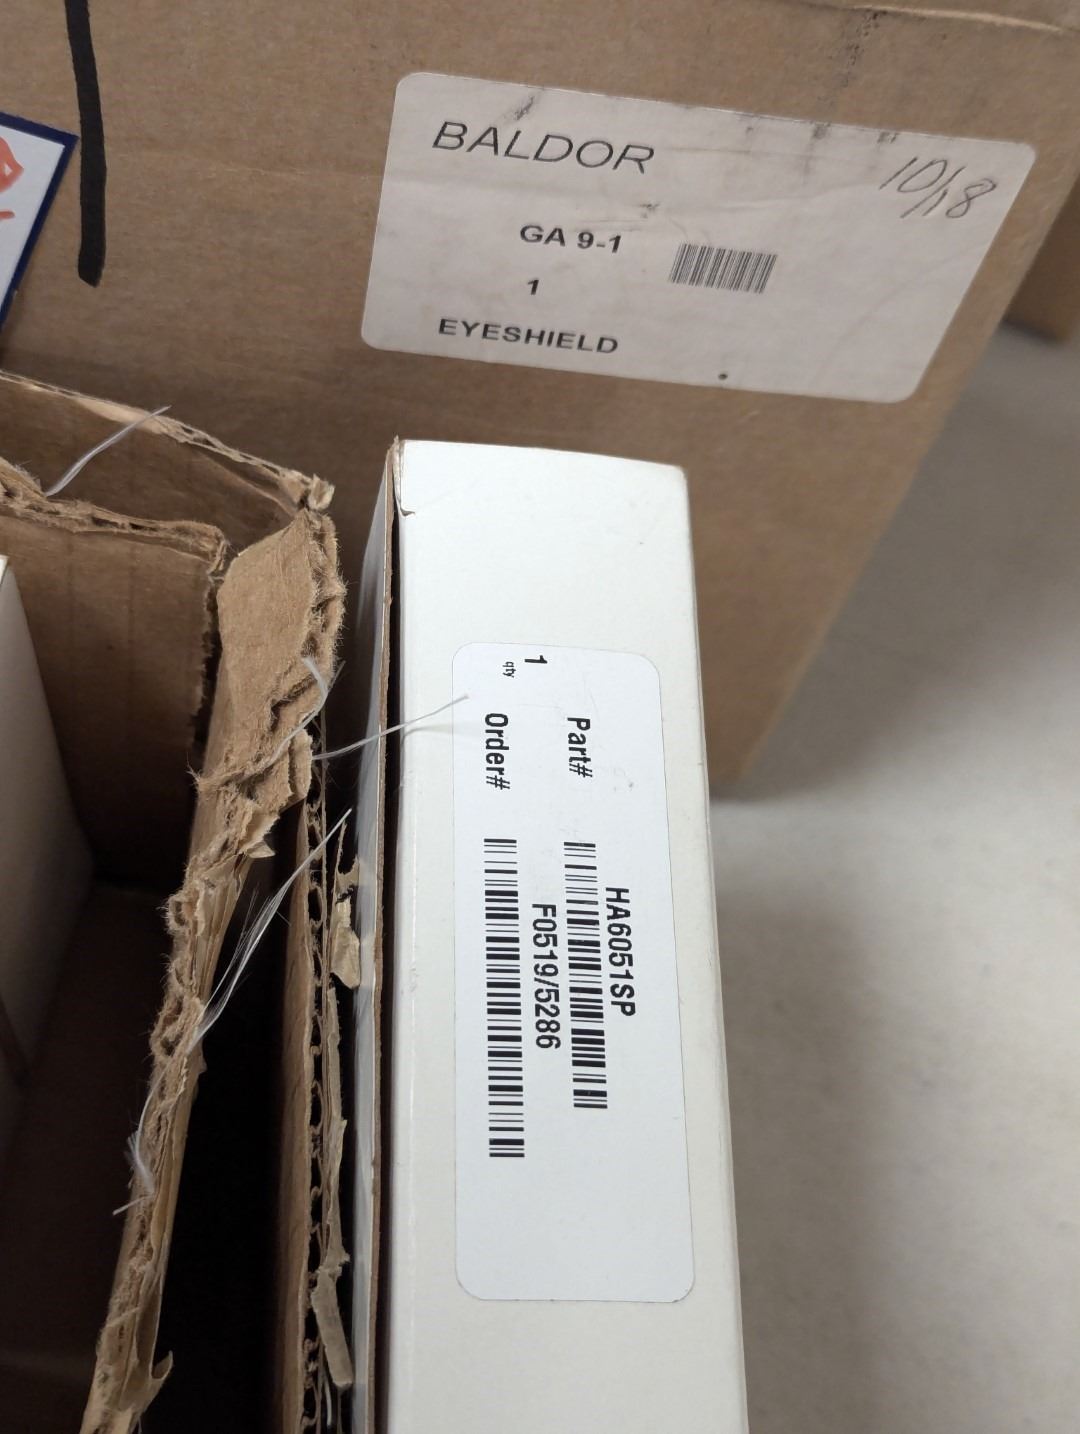 BALDOR
10/18
GA 9-1
1
EYESHIELD
HA6051SP
Part#
F0519/5286
1
qty
Order#